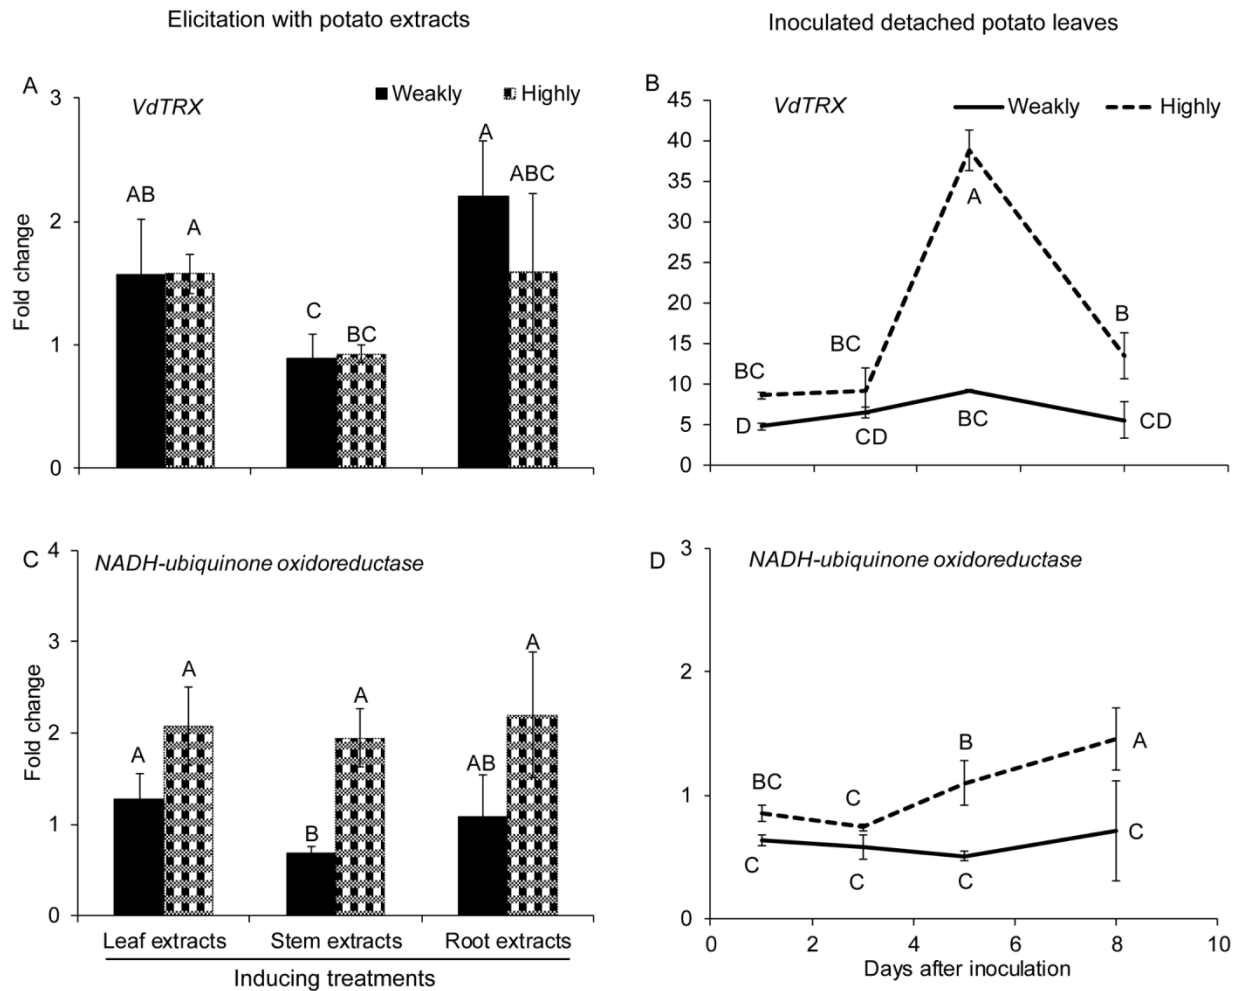 Elicitation with potato extracts
Inoculated detached potato leaves
A
VdTRX
Weakly
Highly
Fold change
3
2
1
0
AB
A
C
BC
A
ABC
B
VdTRX
Weakly
Highly
45
40
35
30
25
20
15
10
5
0
BC
BC
A
B
D
CD
BC
CD
C
NADH-ubiquinone oxidoreductase
Fold change
4
3
2
1
0
A
A
B
A
AB
A
Leaf extracts
Stem extracts
Root extracts
Inducing treatments
D
NADH-ubiquinone oxidoreductase
3
2
1
0
BC
C
B
A
C
C
C
C
0
2
4
6
8
10
Days after inoculation